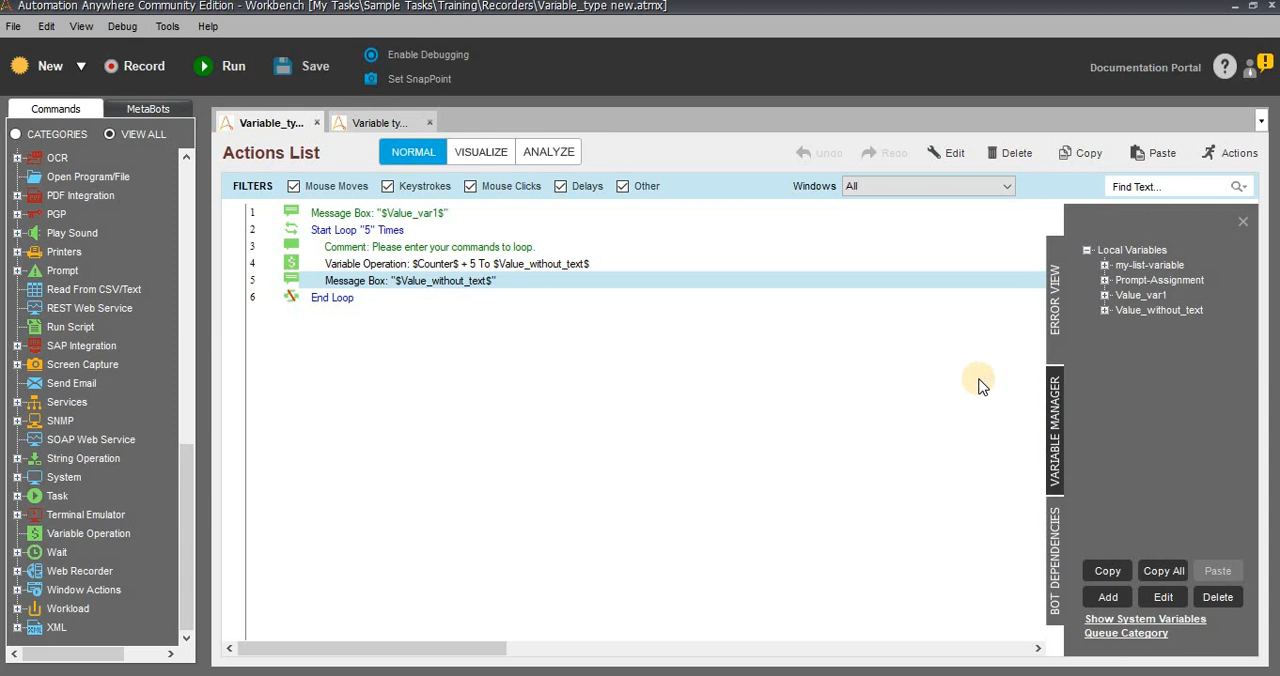 Automation Anywhere Community Edition - Workbench [My Tasks\Sample Tasks\Training\Recorders\Variable_type new.atmx]
File Edit View Debug Tools Help
New Record Run Save
Enable Debugging
Set SnapPoint
Documentation Portal
Commands MetaBots
CATEGORIES VIEW ALL
OCR
Open Program/File
PDF Integration
PGP
Play Sound
Printers
Prompt
Read From CSV/Text
REST Web Service
Run Script
SAP Integration
Screen Capture
Send Email
Services
SNMP
SOAP Web Service
String Operation
System
Task
Terminal Emulator
Variable Operation
Wait
Web Recorder
Window Actions
Workload
XML
Variable_ty... Variable ty...
Actions List NORMAL VISUALIZE ANALYZE Undo Redo Edit Delete Copy Paste Actions
FILTERS Mouse Moves Keystrokes Mouse Clicks Delays Other Windows All Find Text...
1 Message Box: "$Value_var1$"
2 Start Loop "5" Times
3 Comment: Please enter your commands to loop.
4 Variable Operation: $Counter$ + 5 To $Value_without_text$
5 Message Box: "$Value_without_text$"
6 End Loop
ERROR VIEW
VARIABLE MANAGER
BOT DEPENDENCIES
Local Variables
my-list-variable
Prompt-Assignment
Value_var1
Value_without_text
Copy Copy All Paste
Add Edit Delete
Show System Variables
Queue Category